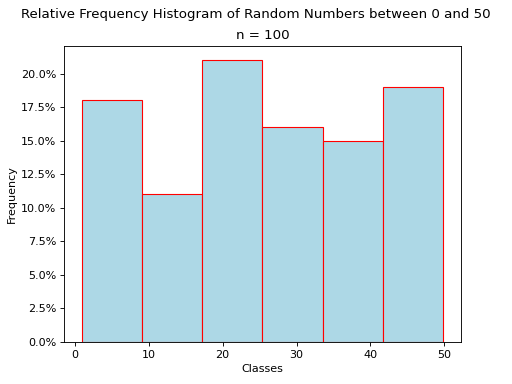 Relative Frequency Histogram of Random Numbers between 0 and 50
n = 100
20.0%
17.5%
15.0%
12.5%
10.0%
7.5%
5.0%
2.5%
0.0%
Frequency
0 10 20 30 40 50
Classes